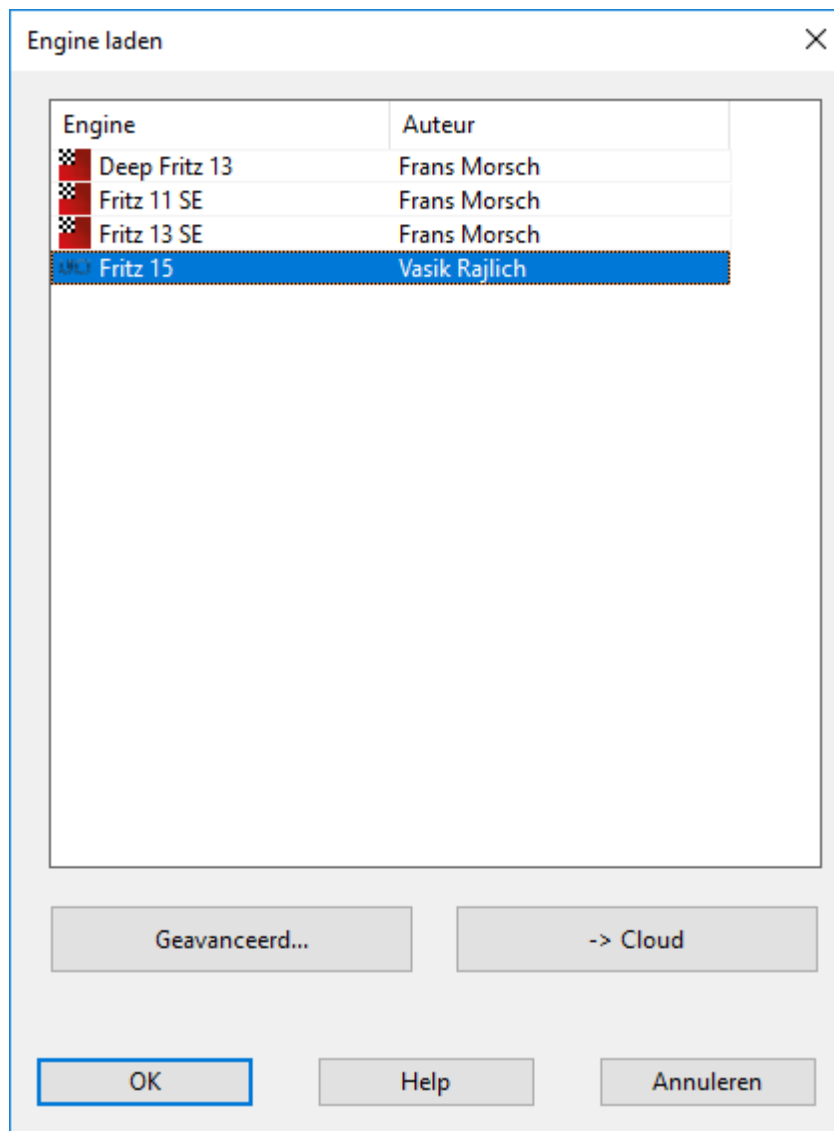 Engine laden
Engine Auteur
Deep Fritz 13 Frans Morsch
Fritz 11 SE Frans Morsch
Fritz 13 SE Frans Morsch
Fritz 15 Vasik Rajlich
Geavanceerd... -> Cloud
OK Help Annuleren